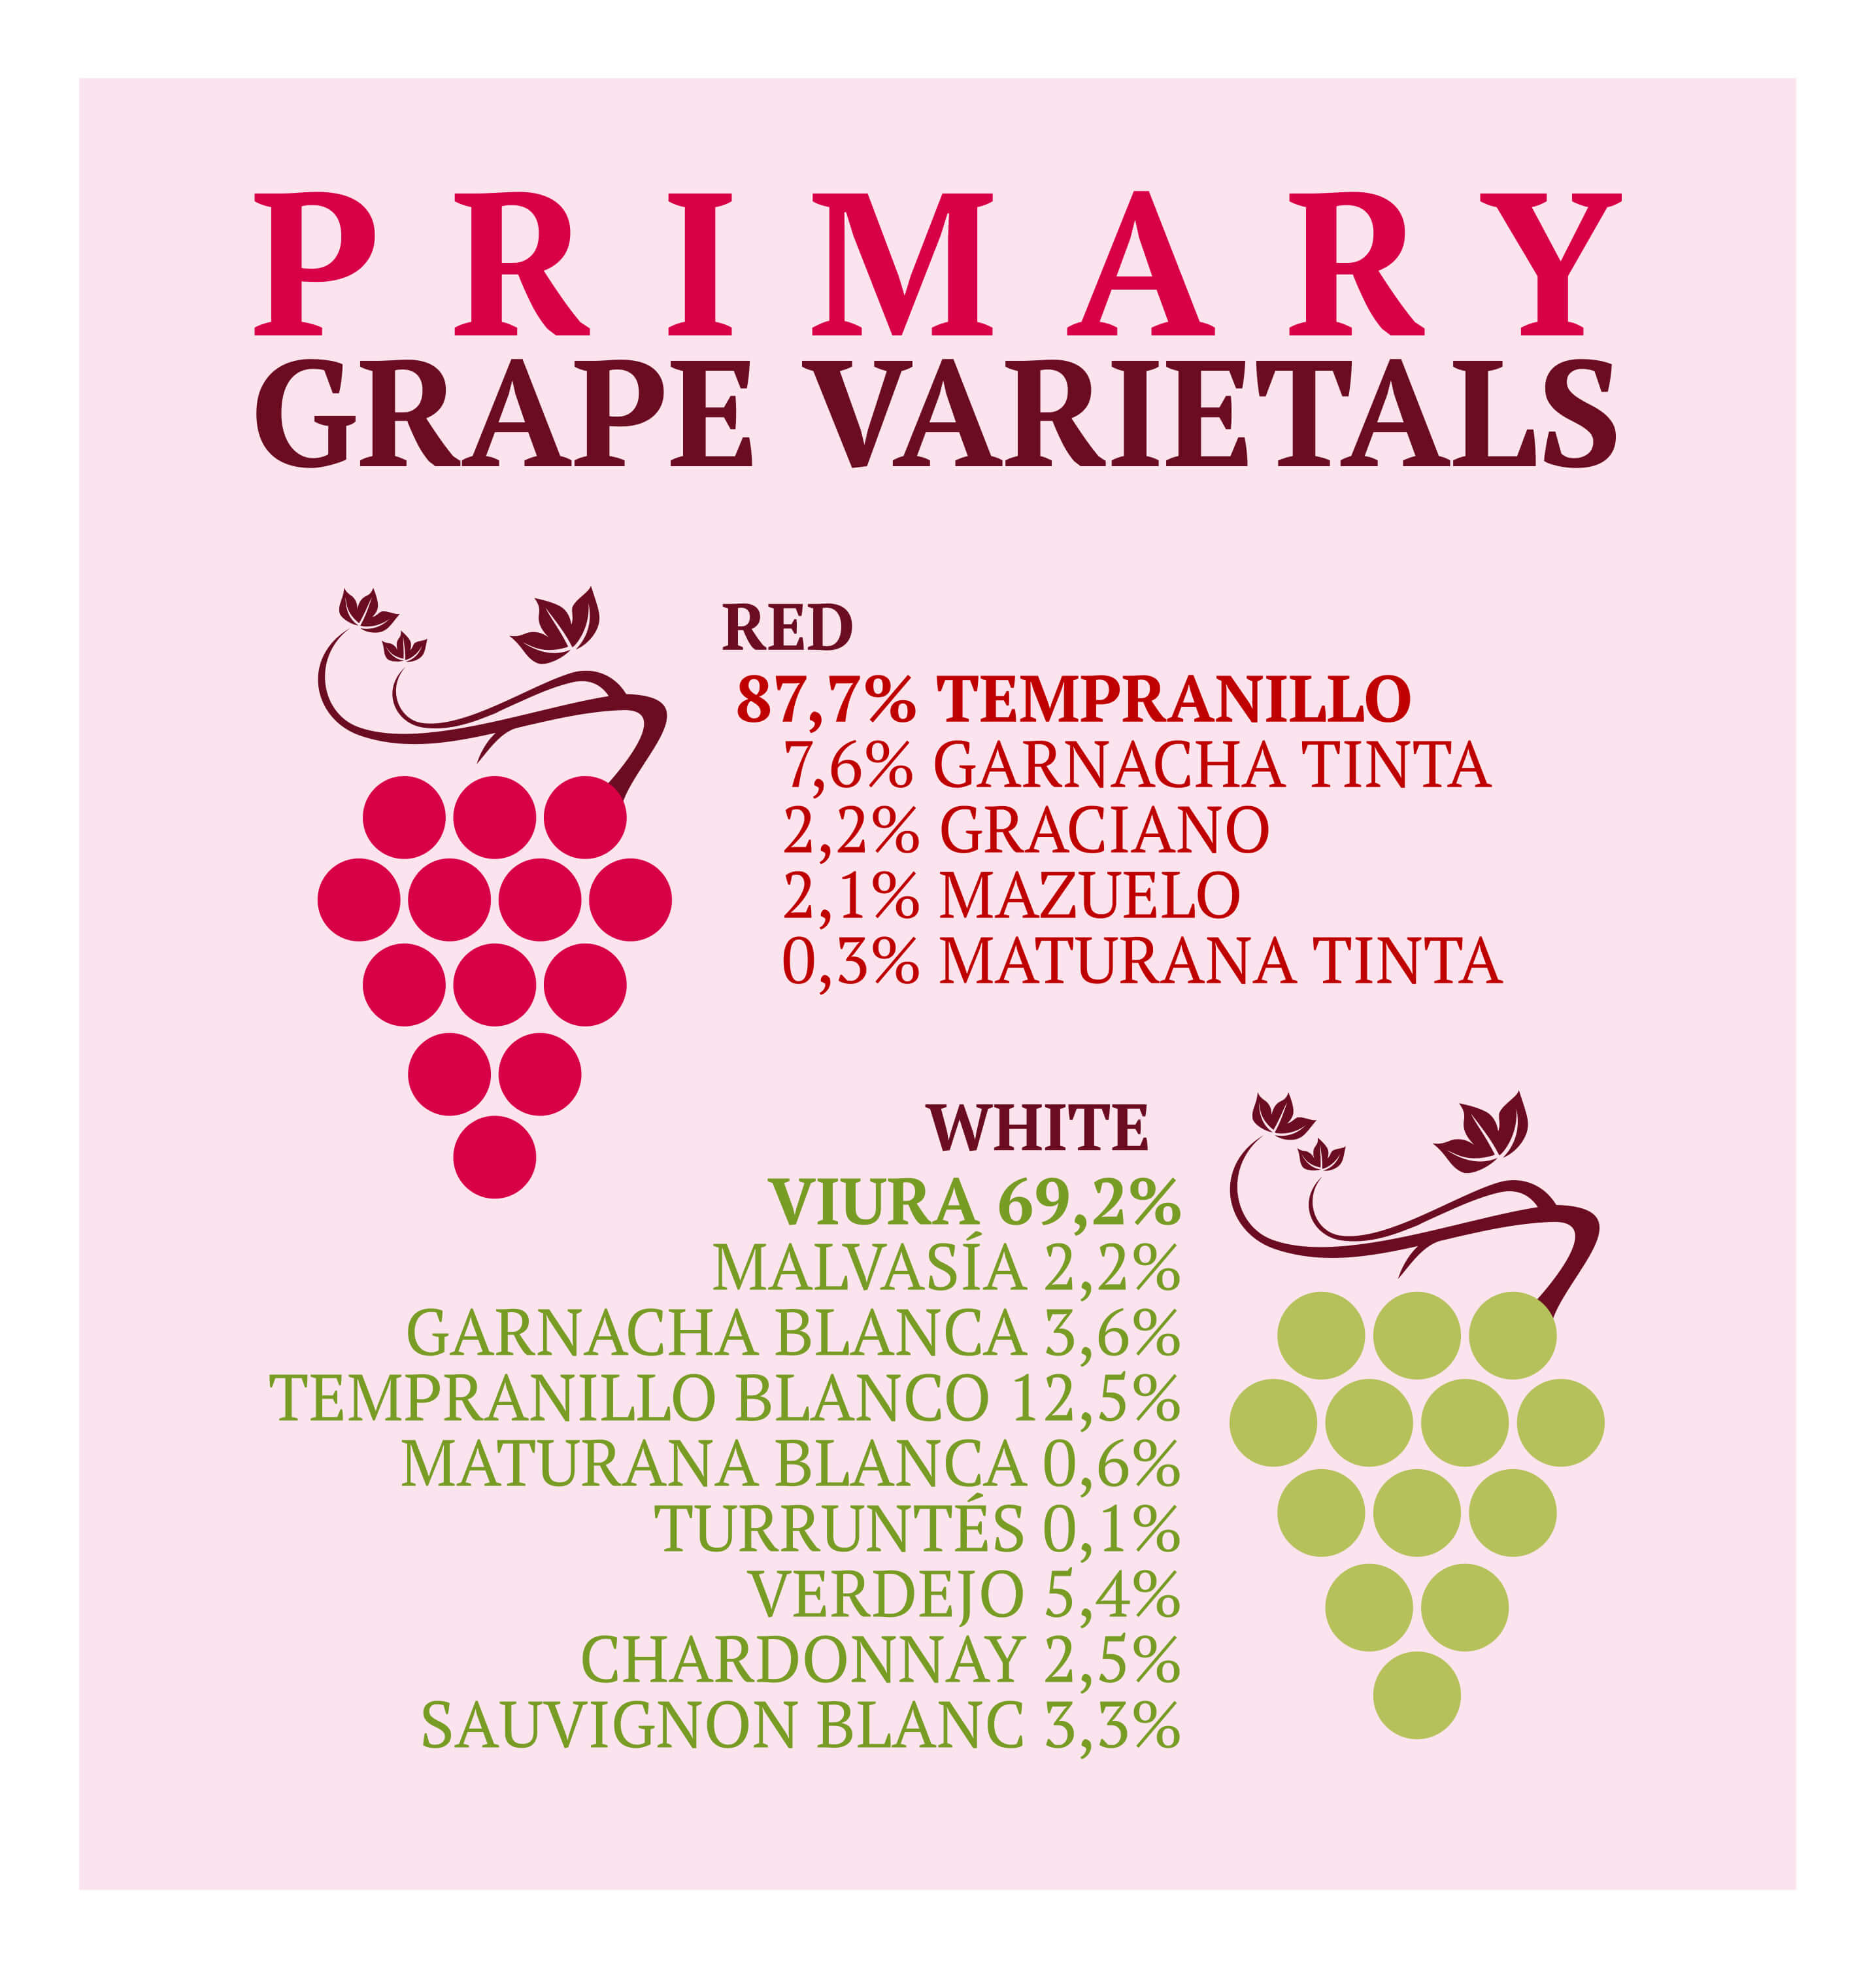 PRIMARY
GRAPE VARIETALS
RED
87,7% TEMPRANILLO
7,6% GARNACHA TINTA
2,2% GRACIANO
2,1% MAZUELO
0,3% MATURANA TINTA
WHITE
VIURA 69,2%
MALVASÍA 2,2%
GARNACHA BLANCA 3,6%
TEMPRANILLO BLANCO 12,5%
MATURANA BLANCA 0,6%
TURRUNTÉS 0,1%
VERDEJO 5,4%
CHARDONNAY 2,5%
SAUVIGNON BLANC 3,3%